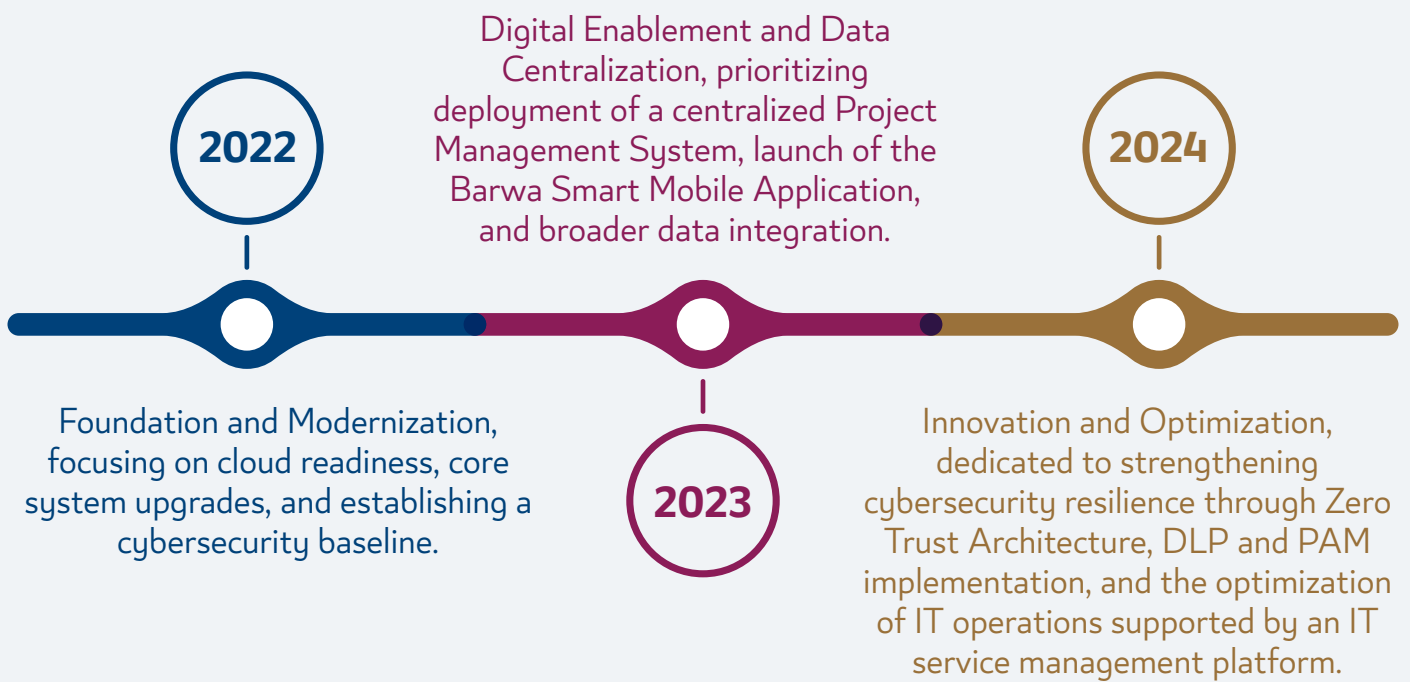 2022
Foundation and Modernization,
focusing on cloud readiness, core
system upgrades, and establishing a
cybersecurity baseline.
Digital Enablement and Data
Centralization, prioritizing
deployment of a centralized Project
Management System, launch of the
Barwa Smart Mobile Application,
and broader data integration.
2023
2024
Innovation and Optimization,
dedicated to strengthening
cybersecurity resilience through Zero
Trust Architecture, DLP and PAM
implementation, and the optimization
of IT operations supported by an IT
service management platform.